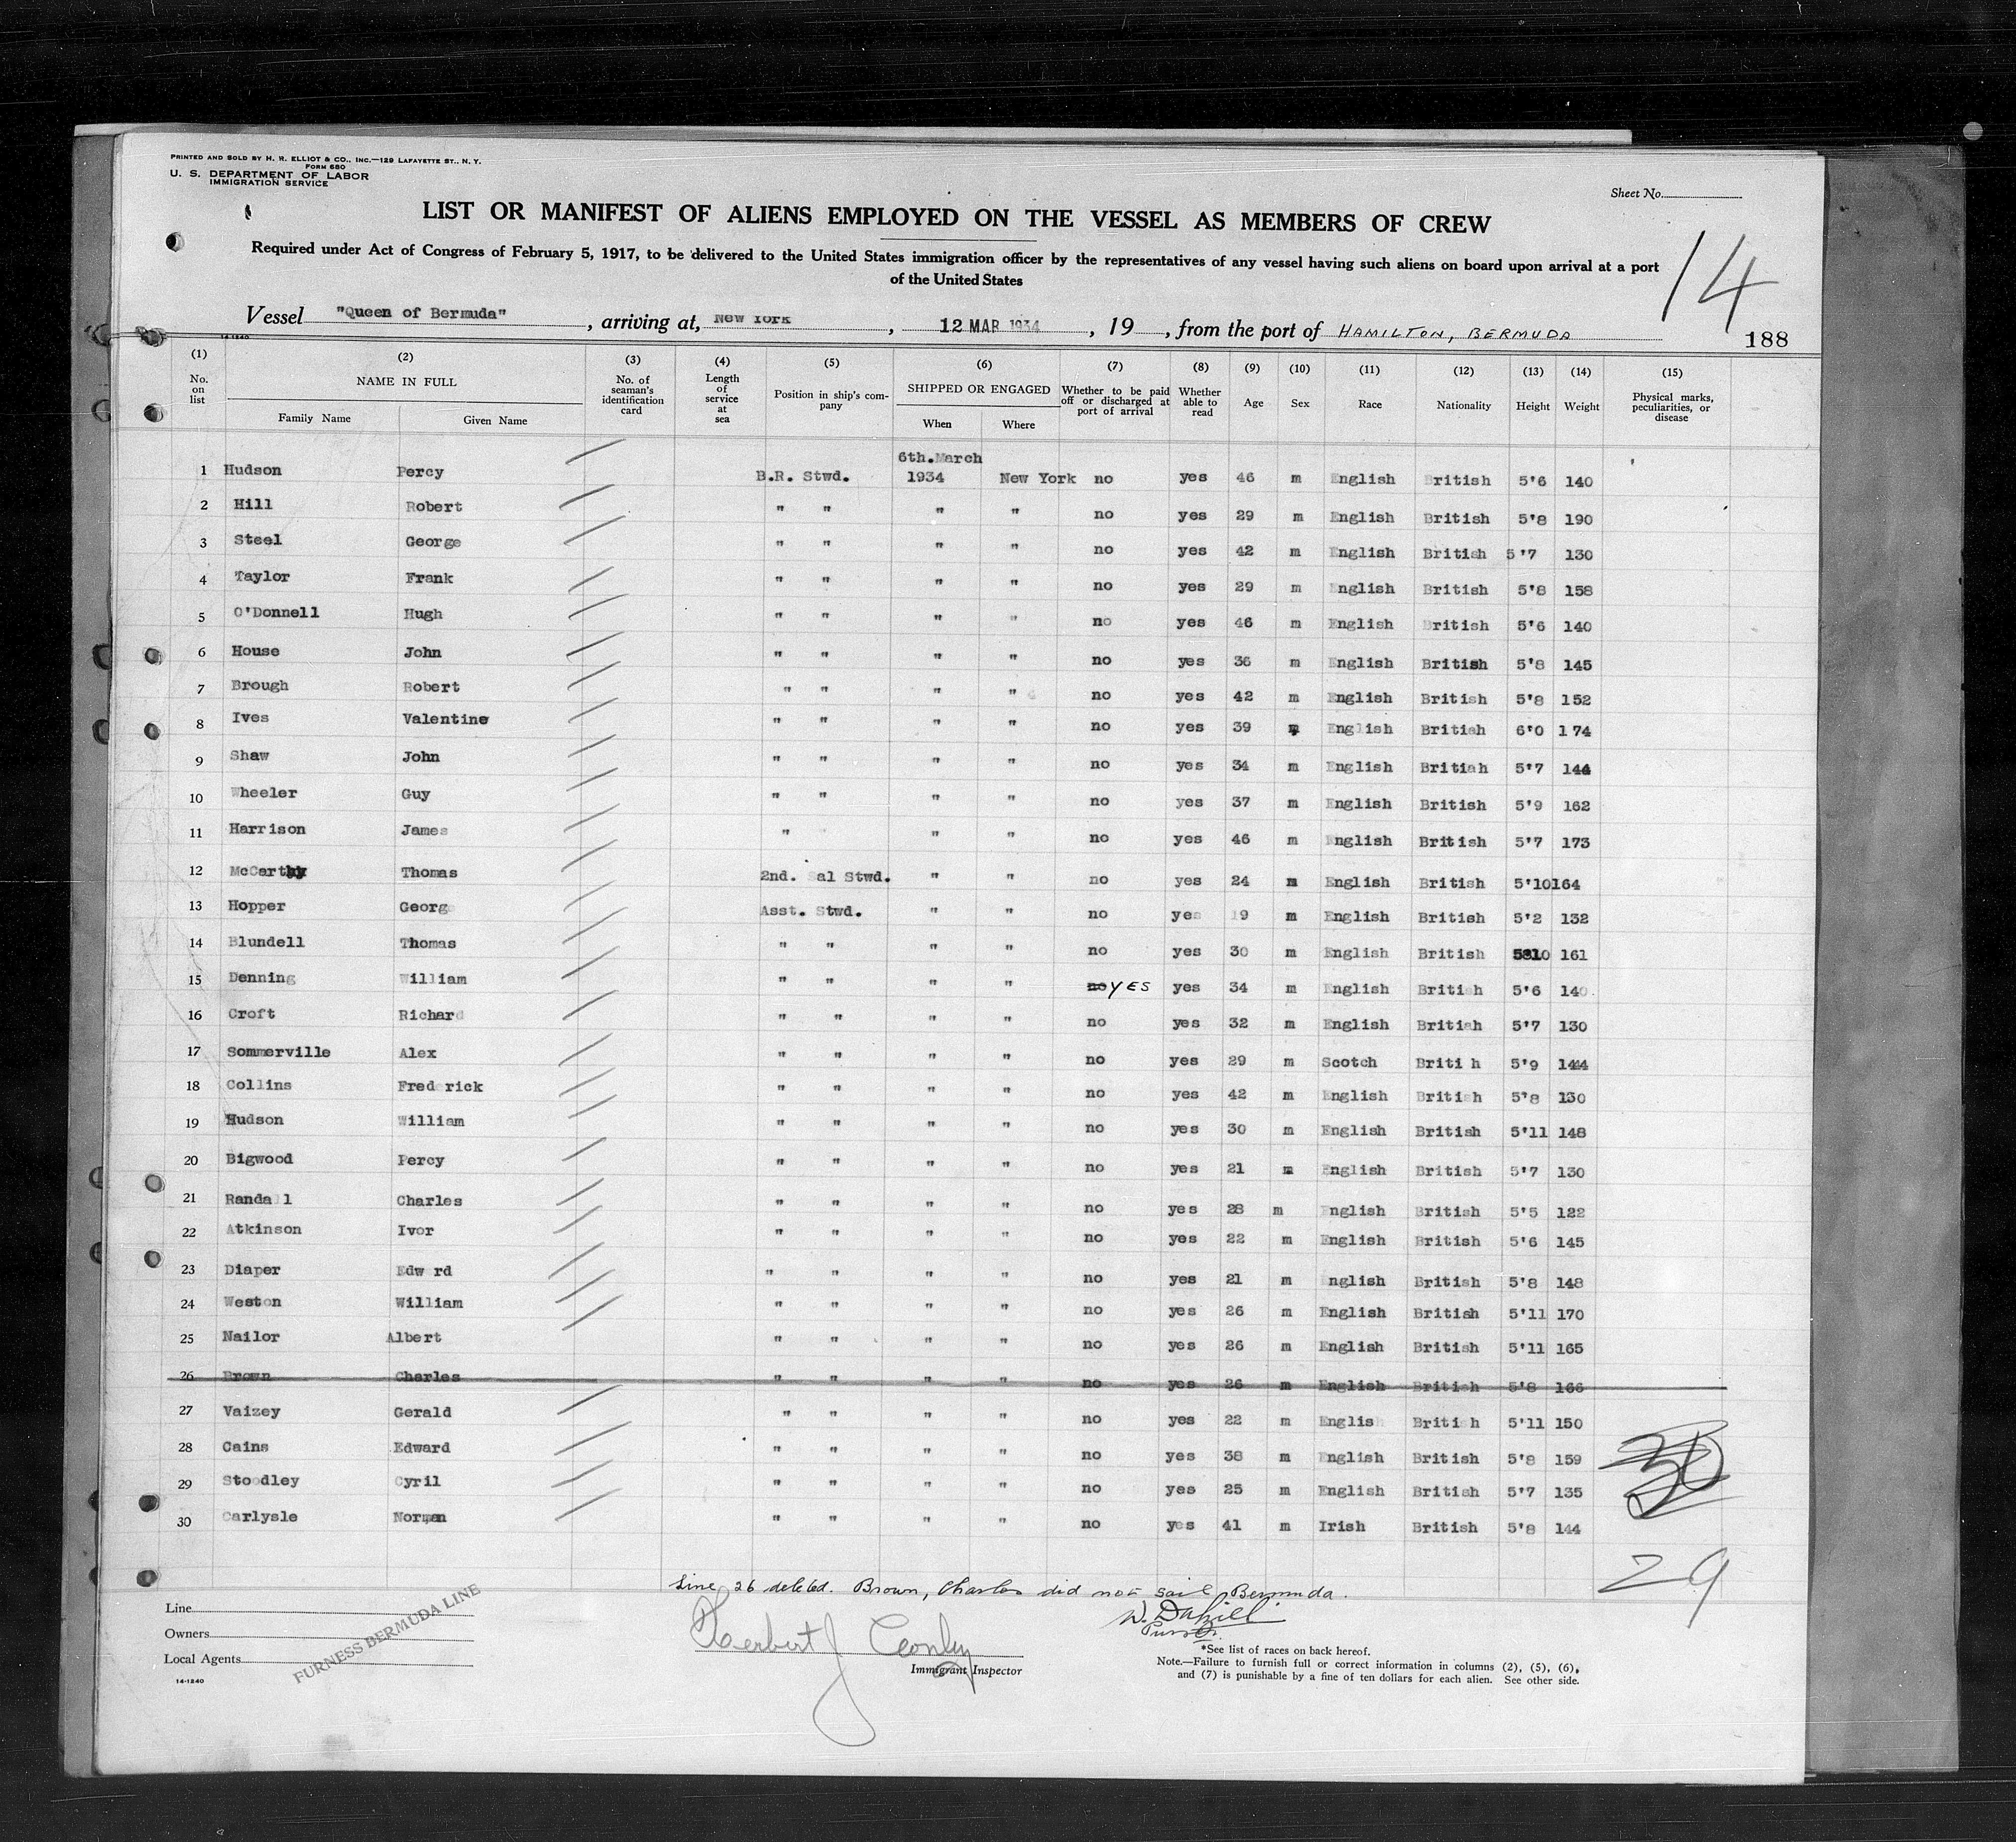 PRINTED AND SOLD BY H. R. ELLIOT & CO., INC.—129 LAFAYETTE ST., N. Y.
FORM 680
U. S. DEPARTMENT OF LABOR
IMMIGRATION SERVICE
Sheet No.
LIST OR MANIFEST OF ALIENS EMPLOYED ON THE VESSEL AS MEMBERS OF CREW
Required under Act of Congress of February 5, 1917, to be delivered to the United States immigration officer by the representatives of any vessel having such aliens on board upon arrival at a port
of the United States
14
Vessel "Queen of Bermuda", arriving at, New York, 12 MAR 1934, 19, from the port of HAMILTON, BERMUDA
188
14-1240
(1) (2) (3) (4) (5) (6) (7) (8) (9) (10) (11) (12) (13) (14) (15)
No. on list NAME IN FULL Family Name Given Name No. of seaman's identification card Length of service at sea Position in ship's company SHIPPED OR ENGAGED When Where Whether to be paid off or discharged at port of arrival Whether able to read Age Sex Race Nationality Height Weight Physical marks, peculiarities, or disease
6th.March
1 Hudson Percy B.R. Stwd. 1934 New York no yes 46 m English British 5'6 140
2 Hill Robert " " " " no yes 29 m English British 5'8 190
3 Steel George " " " " no yes 42 m English British 5'7 130
4 Taylor Frank " " " " no yes 29 m English British 5'8 158
5 O'Donnell Hugh " " " " no yes 46 m English British 5'6 140
6 House John " " " " no yes 36 m English British 5'8 145
7 Brough Robert " " " " no yes 42 m English British 5'8 152
8 Ives Valentine " " " " no yes 39 m English British 6'0 174
9 Shaw John " " " " no yes 34 m English British 5'7 144
10 Wheeler Guy " " " " no yes 37 m English British 5'9 162
11 Harrison James " " " no yes 46 m English British 5'7 173
12 McCarthy Thomas 2nd. Sal Stwd. " " no yes 24 m English British 5'10 164
13 Hopper George Asst. Stwd. " " no yes 19 m English British 5'2 132
14 Blundell Thomas " " " " no yes 30 m English British 5810 161
15 Denning William " " " " no YES yes 34 m English British 5'6 140
16 Croft Richard " " " " no yes 32 m English British 5'7 130
17 Sommerville Alex " " " " no yes 29 m Scotch British 5'9 144
18 Collins Frederick " " " " no yes 42 m English British 5'8 130
19 Hudson William " " " " no yes 30 m English British 5'11 148
20 Bigwood Percy " " " " no yes 21 m English British 5'7 130
21 Randall Charles " " " " no yes 28 m English British 5'5 122
22 Atkinson Ivor " " " " no yes 22 m English British 5'6 145
23 Diaper Edward " " " " no yes 21 m English British 5'8 148
24 Weston William " " " " no yes 26 m English British 5'11 170
25 Nailor Albert " " " " no yes 26 m English British 5'11 165
26 Brown Charles " " " " no yes 26 m English British 5'8 166
27 Vaizey Gerald " " " " no yes 22 m English British 5'11 150
28 Cains Edward " " " " no yes 38 m English British 5'8 159
29 Stoodley Cyril " " " " no yes 25 m English British 5'7 135
30 Carlysle Norman " " " " no yes 41 m Irish British 5'8 144
30
29
Line 26 deleted. Brown, Charles did not sail Bermuda.
Purser
Line
Owners
Local Agents
FURNESS BERMUDA LINE
14-1240
Herbert J
Immigrant Inspector
*See list of races on back hereof.
Note.—Failure to furnish full or correct information in columns (2), (5), (6),
and (7) is punishable by a fine of ten dollars for each alien. See other side.